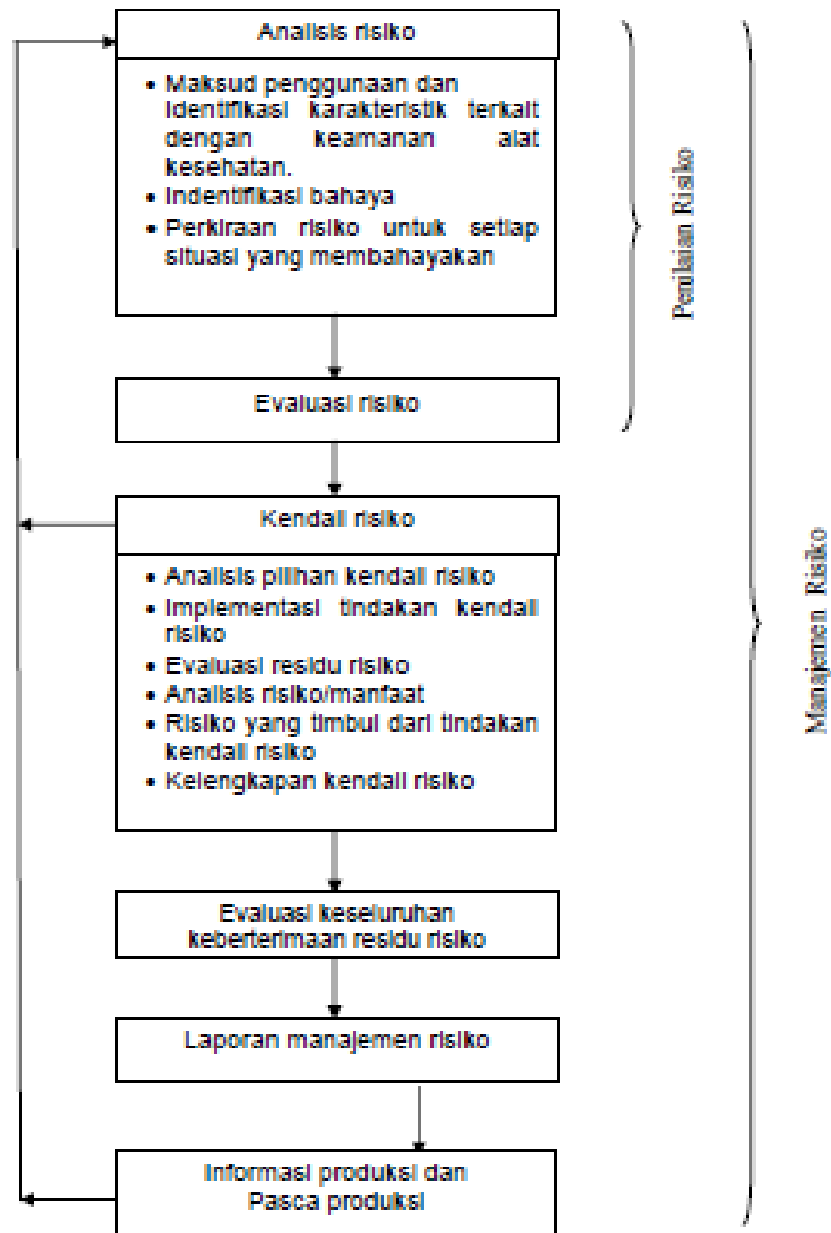 Analisis risiko
• Maksud penggunaan dan
identifikasi karakteristik terkait
dengan keamanan alat
kesehatan.
• Indentifikasi bahaya
• Perkiraan risiko untuk setiap
situasi yang membahayakan
Evaluasi risiko
Kendali risiko
• Analisis pilihan kendali risiko
• Implementasi tindakan kendali
risiko
• Evaluasi residu risiko
• Analisis risiko/manfaat
• Risiko yang timbul dari tindakan
kendali risiko
• Kelengkapan kendali risiko
Evaluasi keseluruhan
keberterimaan residu risiko
Laporan manajemen risiko
Informasi produksi dan
Pasca produksi
Penilaian Risiko
Manajemen Risiko